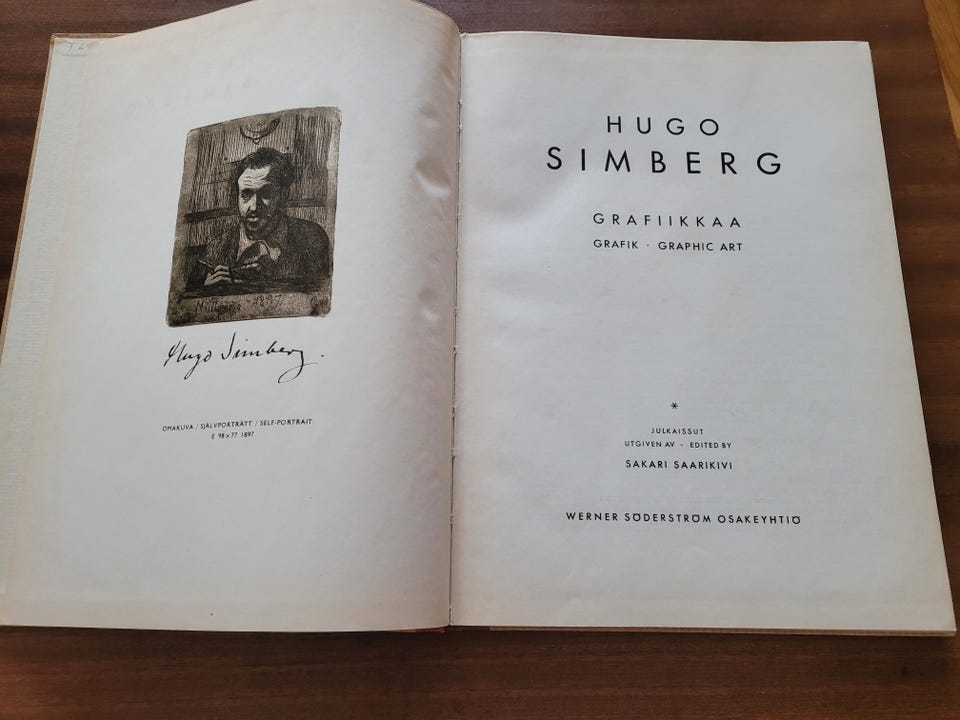 Hugo Simberg.
OMAKUVA / SJÄLVPORTRÄTT / SELF-PORTRAIT
E 98 x 77 1897
HUGO
SIMBERG
GRAFIIKKAA
GRAFIK · GRAPHIC ART
*
JULKAISSUT
UTGIVEN AV · EDITED BY
SAKARI SAARIKIVI
WERNER SÖDERSTRÖM OSAKEYHTIÖ